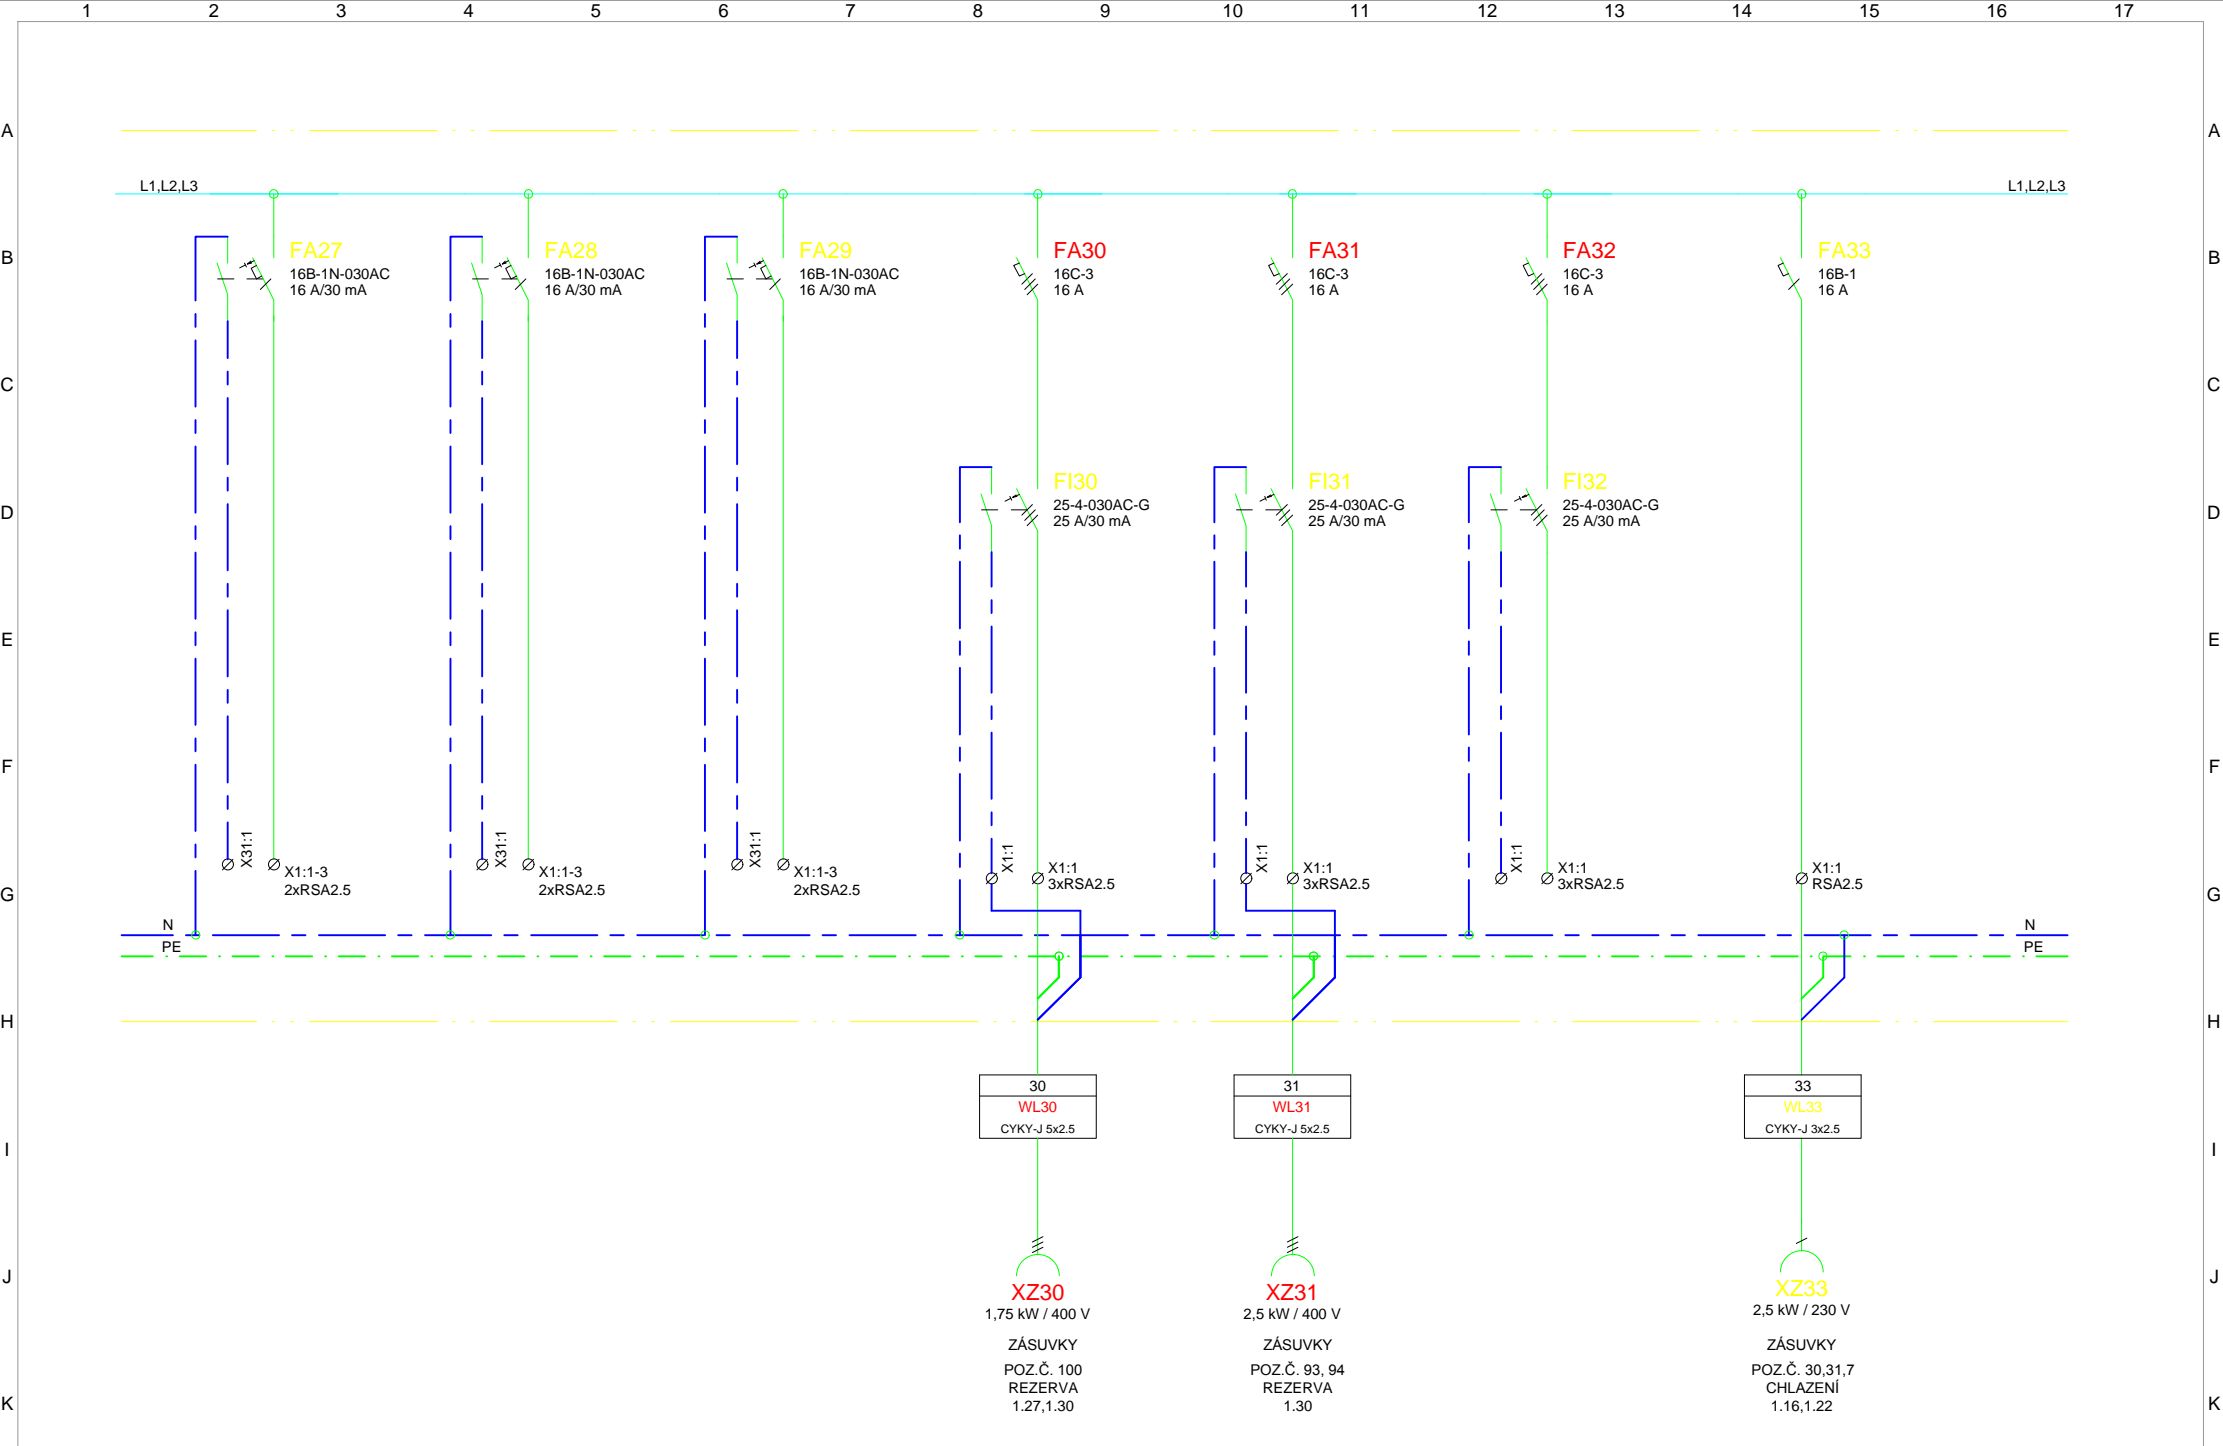 1 2 3 4 5 6 7 8 9 10 11 12 13 14 15 16 17
A A
L1,L2,L3 L1,L2,L3
B B
FA27
16B-1N-030AC
16 A/30 mA
FA28
16B-1N-030AC
16 A/30 mA
FA29
16B-1N-030AC
16 A/30 mA
FA30
16C-3
16 A
FA31
16C-3
16 A
FA32
16C-3
16 A
FA33
16B-1
16 A
C C
D D
FI30
25-4-030AC-G
25 A/30 mA
FI31
25-4-030AC-G
25 A/30 mA
FI32
25-4-030AC-G
25 A/30 mA
E E
F F
X31:1
X1:1-3
2xRSA2.5
X31:1
X1:1-3
2xRSA2.5
X31:1
X1:1-3
2xRSA2.5
X1:1
X1:1
3xRSA2.5
X1:1
X1:1
3xRSA2.5
X1:1
X1:1
3xRSA2.5
X1:1
RSA2.5
G G
N N
PE PE
H H
30
WL30
CYKY-J 5x2.5
31
WL31
CYKY-J 5x2.5
33
WL33
CYKY-J 3x2.5
I I
J J
XZ30
1,75 kW / 400 V
ZÁSUVKY
POZ.Č. 100
REZERVA
1.27,1.30
XZ31
2,5 kW / 400 V
ZÁSUVKY
POZ.Č. 93, 94
REZERVA
1.30
XZ33
2,5 kW / 230 V
ZÁSUVKY
POZ.Č. 30,31,7
CHLAZENÍ
1.16,1.22
K K